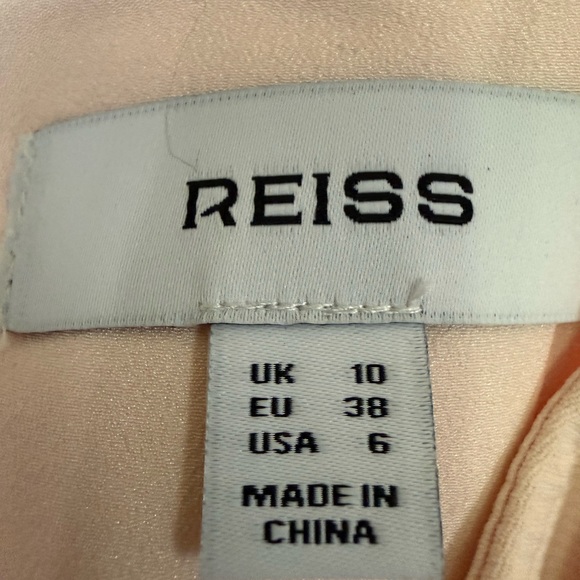 REISS
UK 10
EU 38
USA 6
MADE IN
CHINA